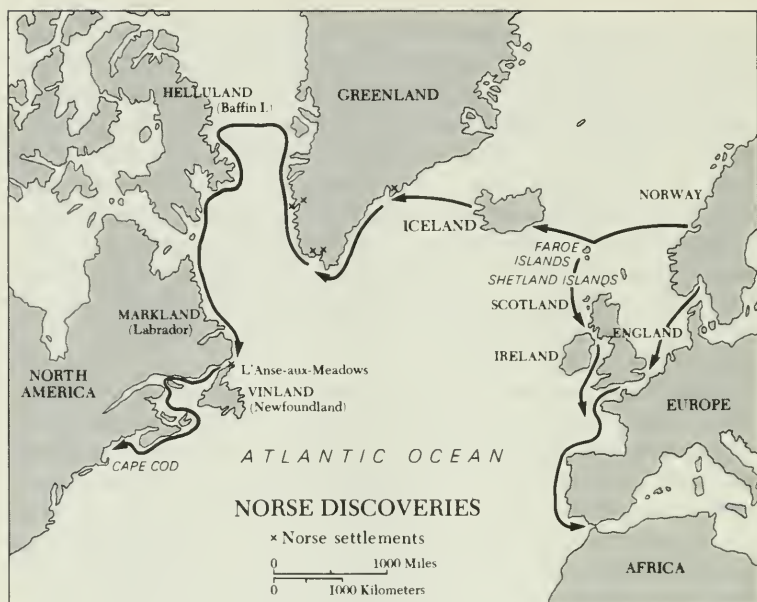 HELLULAND
(Baffin I.)
GREENLAND
NORWAY
ICELAND
FAROE
ISLANDS
SHETLAND ISLANDS
SCOTLAND
ENGLAND
IRELAND
MARKLAND
(Labrador)
NORTH
AMERICA
L'Anse-aux-Meadows
VINLAND
(Newfoundland)
EUROPE
CAPE COD
ATLANTIC OCEAN
NORSE DISCOVERIES
× Norse settlements
0 1000 Miles
0 1000 Kilometers
AFRICA